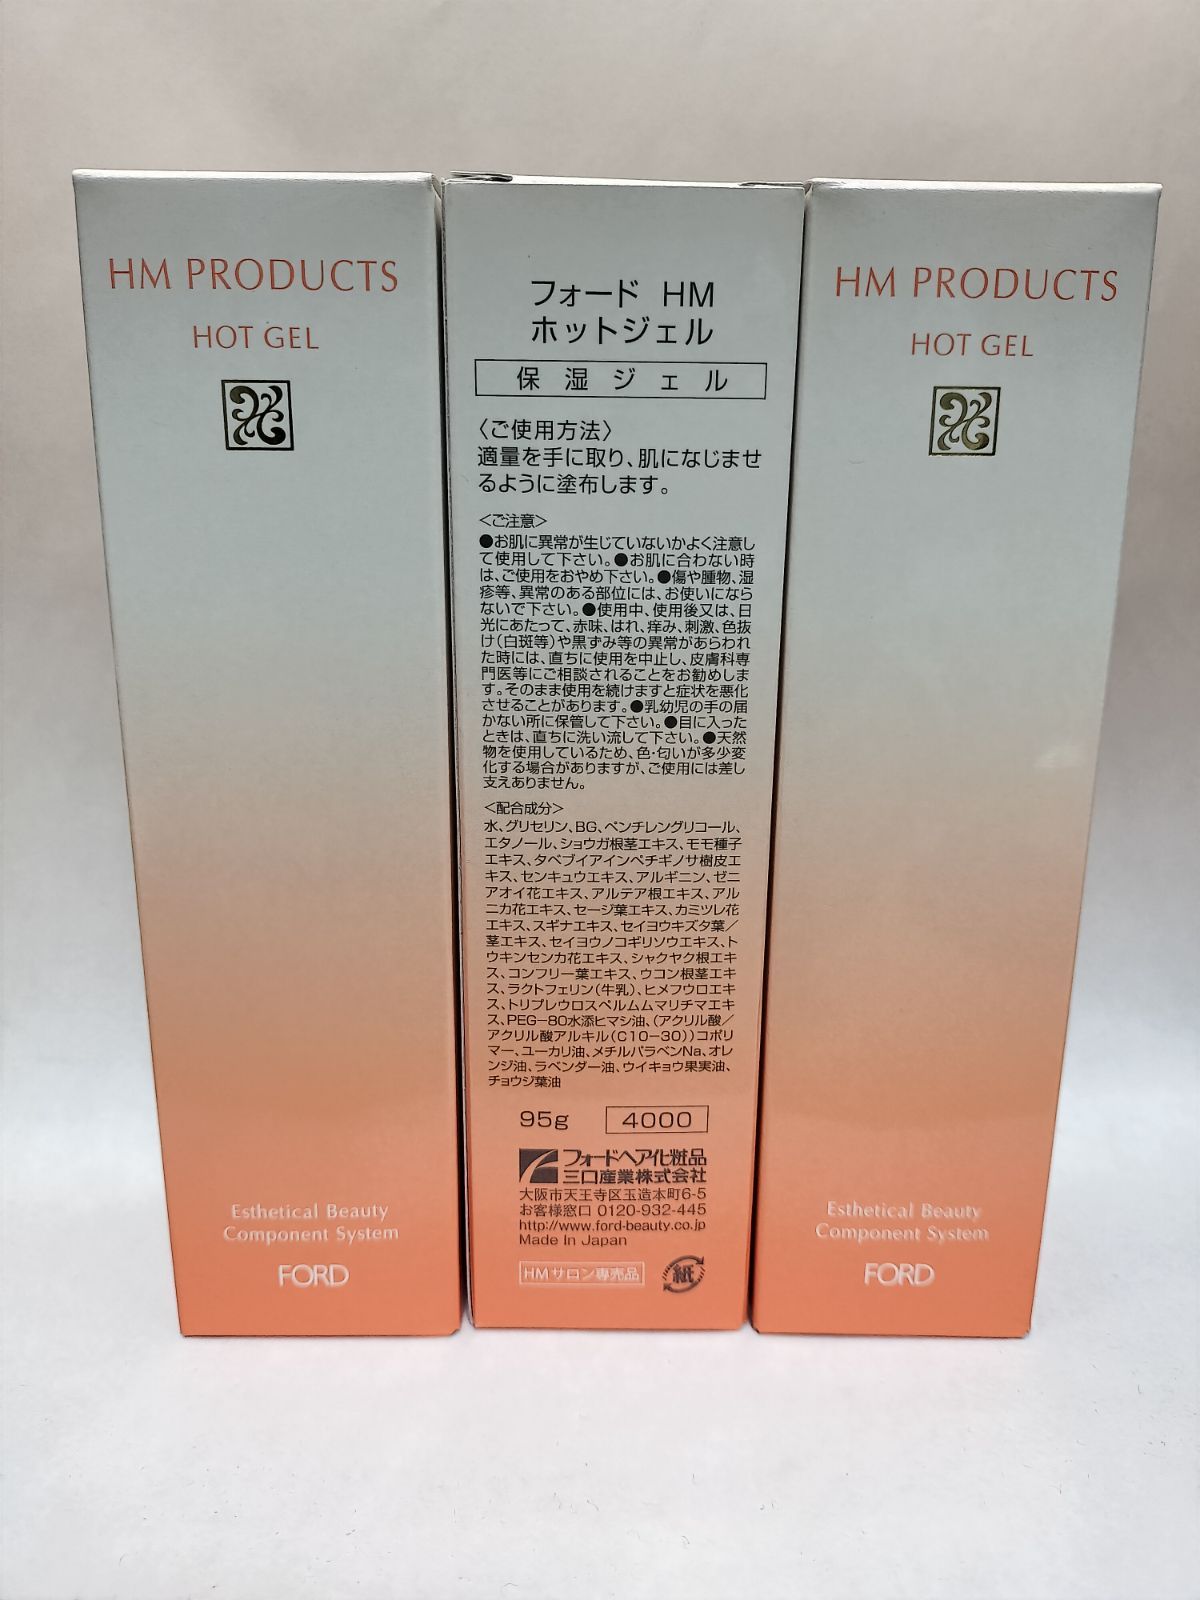 HM PRODUCTS
HOT GEL
Esthetical Beauty
Component System
FORD
フォード HM
ホットジェル
保湿ジェル
〈ご使用方法〉
適量を手に取り、肌になじませ
るように塗布します。
<ご注意>
●お肌に異常が生じていないかよく注意し
て使用して下さい。●お肌に合わない時
は、ご使用をおやめ下さい。●傷や腫物、湿
疹等、異常のある部位には、お使いになら
ないで下さい。●使用中、使用後又は、日
光にあたって、赤味、はれ、痒み、刺激、色抜
け(白斑等)や黒ずみ等の異常があらわれ
た時には、直ちに使用を中止し、皮膚科専
門医等にご相談されることをお勧めしま
す。そのまま使用を続けますと症状を悪化
させることがあります。●乳幼児の手の届
かない所に保管して下さい。●目に入った
ときは、直ちに洗い流して下さい。●天然
物を使用しているため、色・匂いが多少変
化する場合がありますが、ご使用には差し
支えありません。
<配合成分>
水、グリセリン、BG、ペンチレングリコール、
エタノール、ショウガ根茎エキス、モモ種子
エキス、タベブイアインペチギノサ樹皮エ
キス、センキュウエキス、アルギニン、ゼニ
アオイ花エキス、アルテア根エキス、アル
ニカ花エキス、セージ葉エキス、カミツレ花
エキス、スギナエキス、セイヨウキズタ葉／
茎エキス、セイヨウノコギリソウエキス、ト
ウキンセンカ花エキス、シャクヤク根エキ
ス、コンフリー葉エキス、ウコン根茎エキ
ス、ラクトフェリン(牛乳)、ヒメフウロエキ
ス、トリプレウロスペルムムマリチマエキ
ス、PEG-80水添ヒマシ油、(アクリル酸／
アクリル酸アルキル(C10-30))コポリ
マー、ユーカリ油、メチルパラベンNa、オレ
ンジ油、ラベンダー油、ウイキョウ果実油、
チョウジ葉油
95g 4000
フォードヘア化粧品
三口産業株式会社
大阪市天王寺区玉造本町6-5
お客様窓口 0120-932-445
http://www.ford-beauty.co.jp
Made In Japan
HMサロン専売品
紙
HM PRODUCTS
HOT GEL
Esthetical Beauty
Component System
FORD